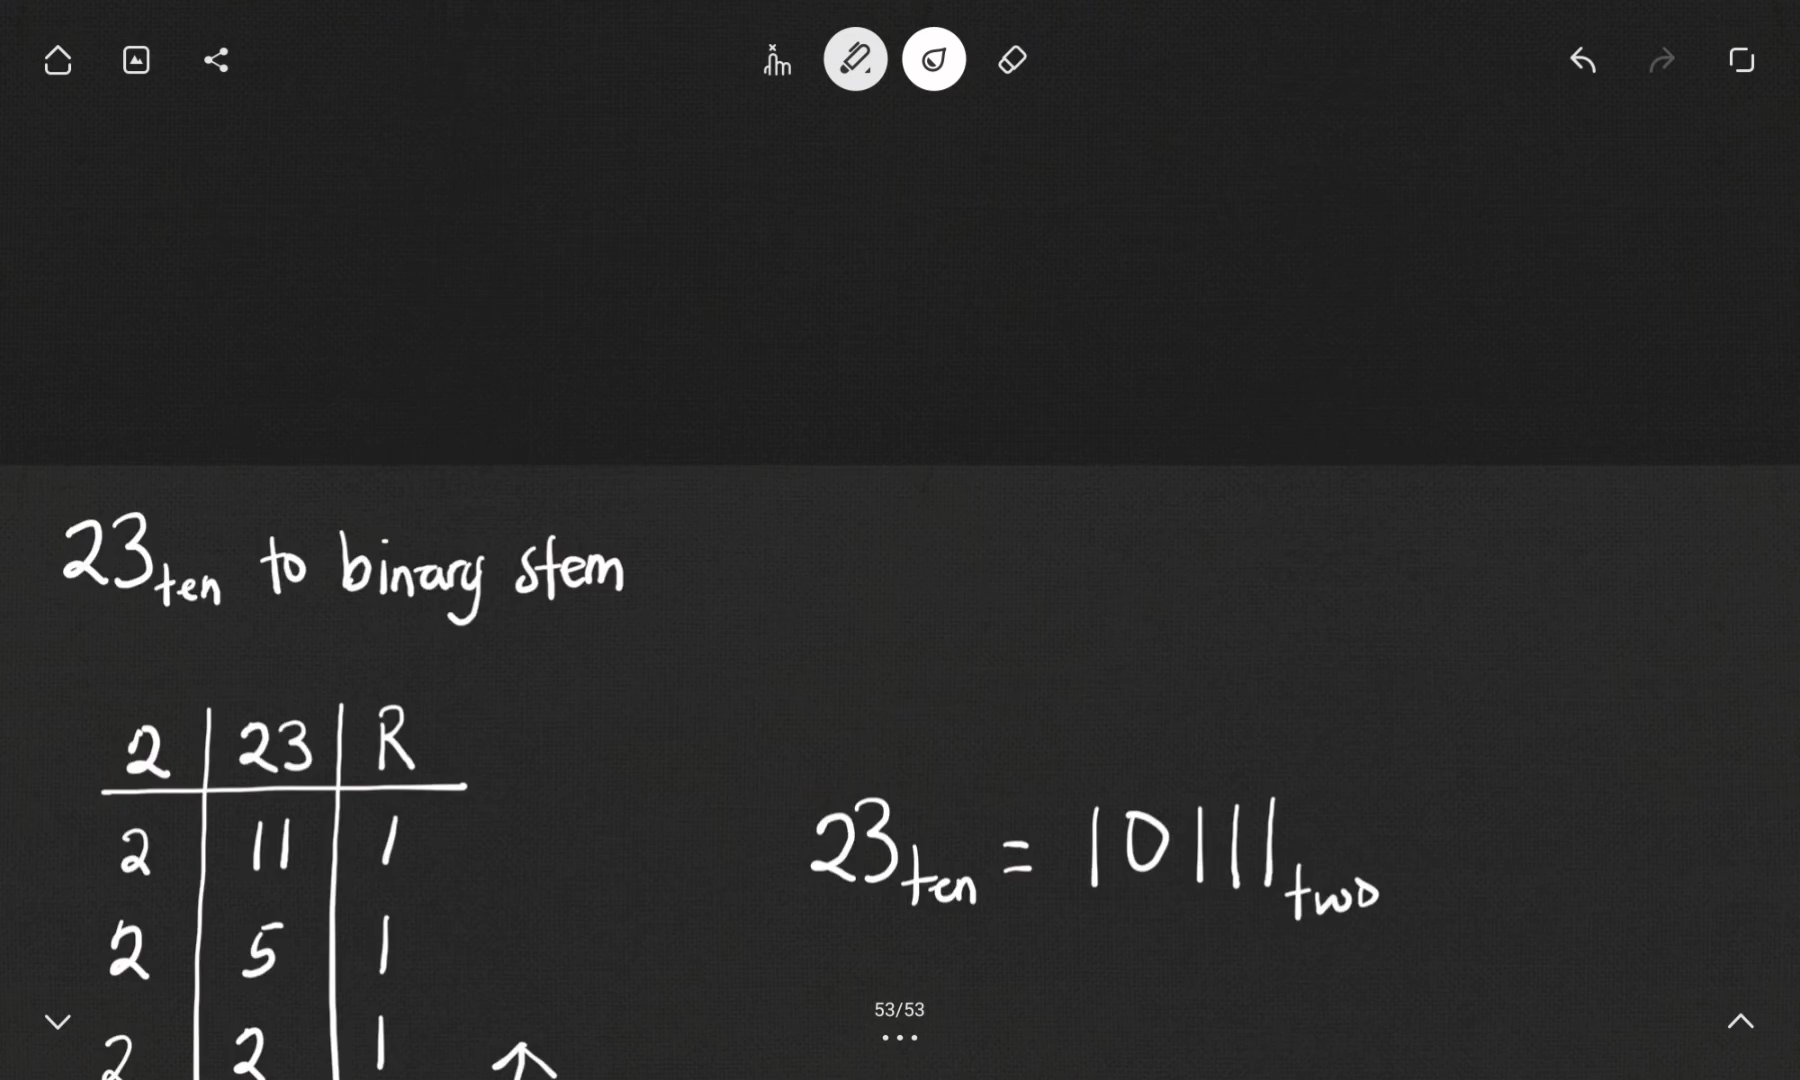 23ten to binary stem
2 | 23 | R
2 | 11 | 1
2 | 5 | 1
2 | 2 | 1
23ten = 10111two
53/53